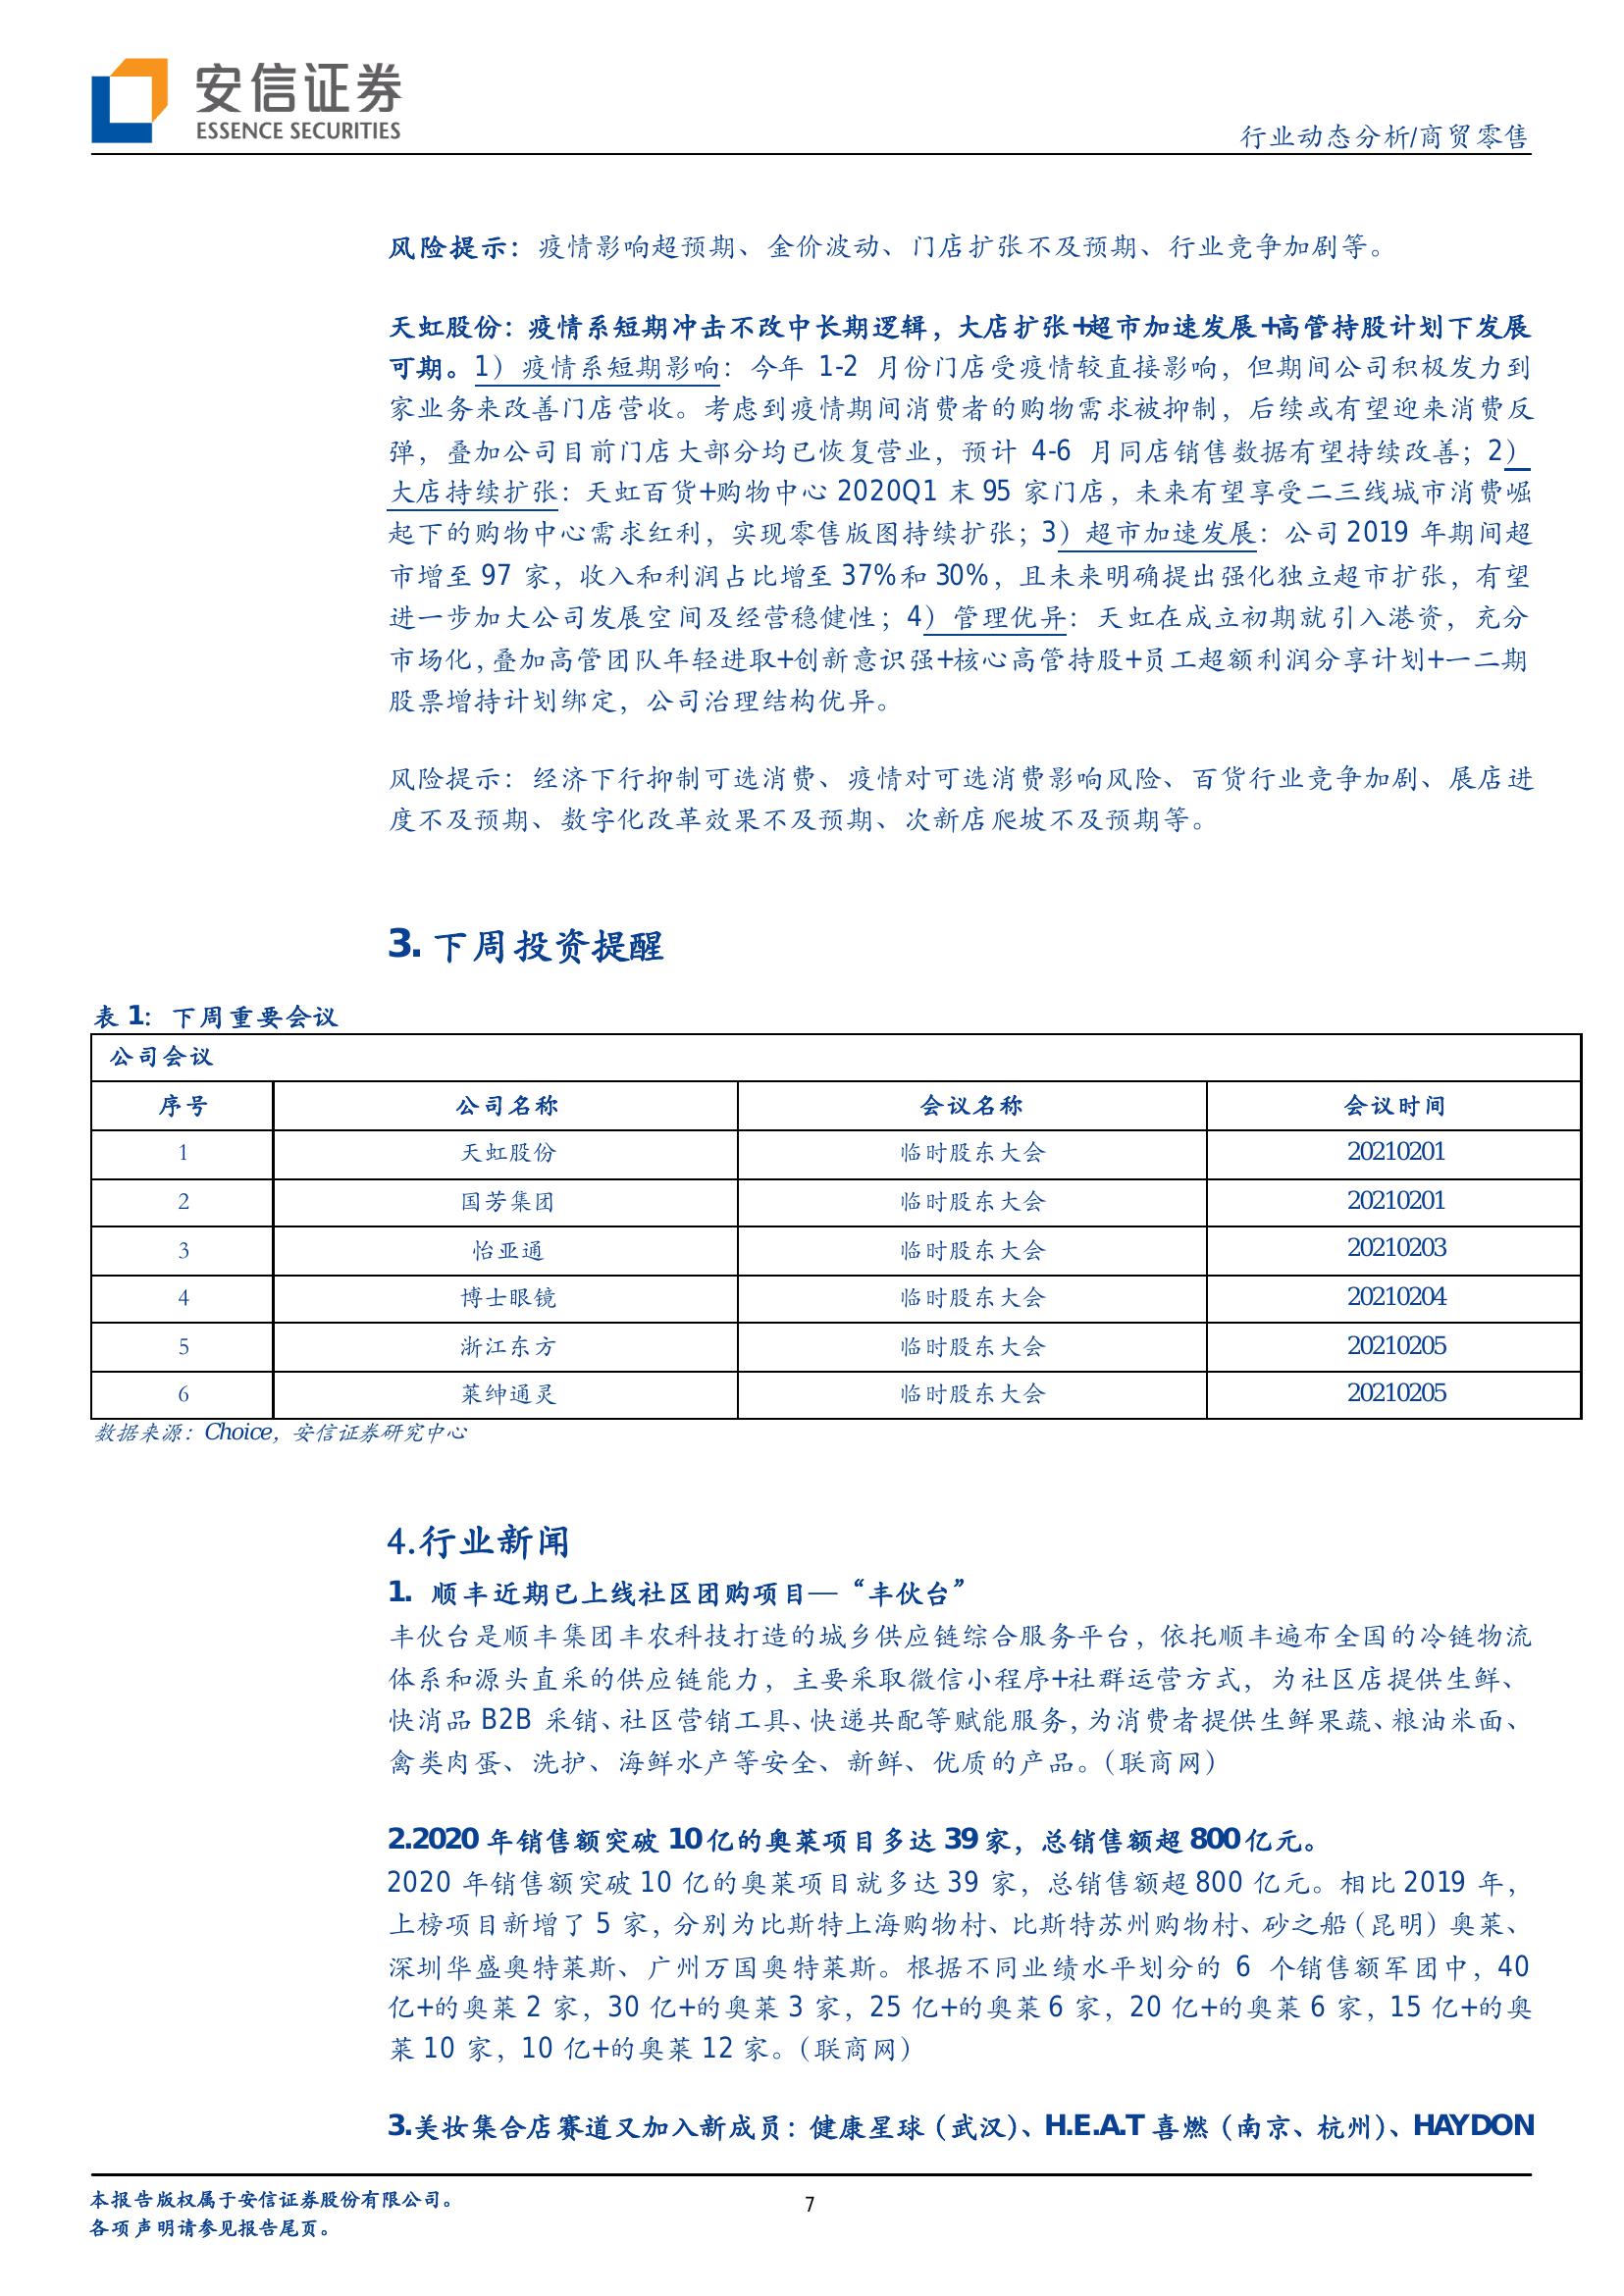 安信证券
ESSENCE SECURITIES
行业动态分析/商贸零售
风险提示：疫情影响超预期、金价波动、门店扩张不及预期、行业竞争加剧等。
天虹股份：疫情系短期冲击不改中长期逻辑，大店扩张+超市加速发展+高管持股计划下发展
可期。1）疫情系短期影响：今年 1-2 月份门店受疫情较直接影响，但期间公司积极发力到
家业务来改善门店营收。考虑到疫情期间消费者的购物需求被抑制，后续或有望迎来消费反
弹，叠加公司目前门店大部分均已恢复营业，预计 4-6 月同店销售数据有望持续改善；2）
大店持续扩张：天虹百货+购物中心 2020Q1 末 95 家门店，未来有望享受二三线城市消费崛
起下的购物中心需求红利，实现零售版图持续扩张；3）超市加速发展：公司 2019 年期间超
市增至 97 家，收入和利润占比增至 37%和 30%，且未来明确提出强化独立超市扩张，有望
进一步加大公司发展空间及经营稳健性；4）管理优异：天虹在成立初期就引入港资，充分
市场化，叠加高管团队年轻进取+创新意识强+核心高管持股+员工超额利润分享计划+一二期
股票增持计划绑定，公司治理结构优异。
风险提示：经济下行抑制可选消费、疫情对可选消费影响风险、百货行业竞争加剧、展店进
度不及预期、数字化改革效果不及预期、次新店爬坡不及预期等。
3. 下周投资提醒
表 1：下周重要会议
公司会议
序号 公司名称 会议名称 会议时间
1 天虹股份 临时股东大会 20210201
2 国芳集团 临时股东大会 20210201
3 怡亚通 临时股东大会 20210203
4 博士眼镜 临时股东大会 20210204
5 浙江东方 临时股东大会 20210205
6 莱绅通灵 临时股东大会 20210205
数据来源：Choice，安信证券研究中心
4.行业新闻
1. 顺丰近期已上线社区团购项目—“丰伙台”
丰伙台是顺丰集团丰农科技打造的城乡供应链综合服务平台，依托顺丰遍布全国的冷链物流
体系和源头直采的供应链能力，主要采取微信小程序+社群运营方式，为社区店提供生鲜、
快消品 B2B 采销、社区营销工具、快递共配等赋能服务，为消费者提供生鲜果蔬、粮油米面、
禽类肉蛋、洗护、海鲜水产等安全、新鲜、优质的产品。（联商网）
2.2020 年销售额突破 10 亿的奥莱项目多达 39 家，总销售额超 800 亿元。
2020 年销售额突破 10 亿的奥莱项目就多达 39 家，总销售额超 800 亿元。相比 2019 年，
上榜项目新增了 5 家，分别为比斯特上海购物村、比斯特苏州购物村、砂之船（昆明）奥莱、
深圳华盛奥特莱斯、广州万国奥特莱斯。根据不同业绩水平划分的 6 个销售额军团中，40
亿+的奥莱 2 家，30 亿+的奥莱 3 家，25 亿+的奥莱 6 家，20 亿+的奥莱 6 家，15 亿+的奥
莱 10 家，10 亿+的奥莱 12 家。（联商网）
3.美妆集合店赛道又加入新成员：健康星球（武汉）、H.E.A.T 喜燃（南京、杭州）、HAYDON
本报告版权属于安信证券股份有限公司。
各项声明请参见报告尾页。
7